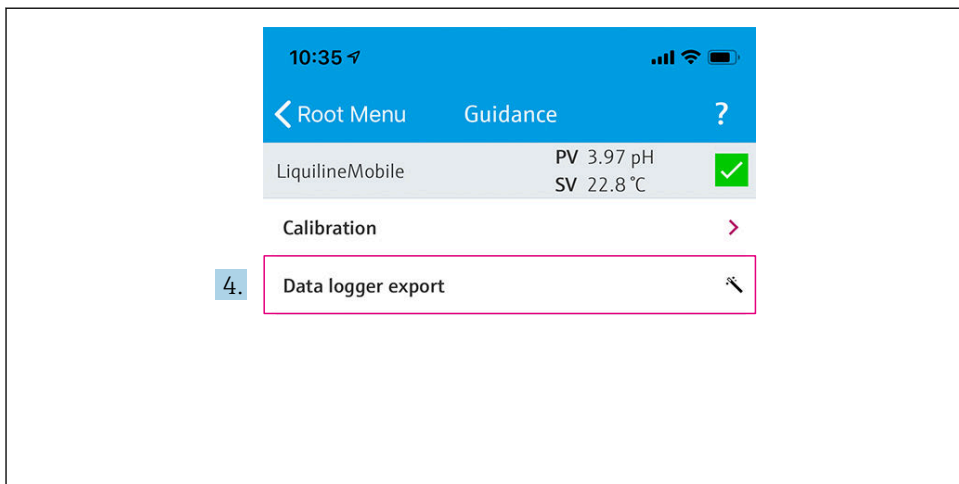 10:35
Root Menu Guidance ?
LiquilineMobile PV 3.97 pH
SV 22.8 °C
Calibration
4. Data logger export